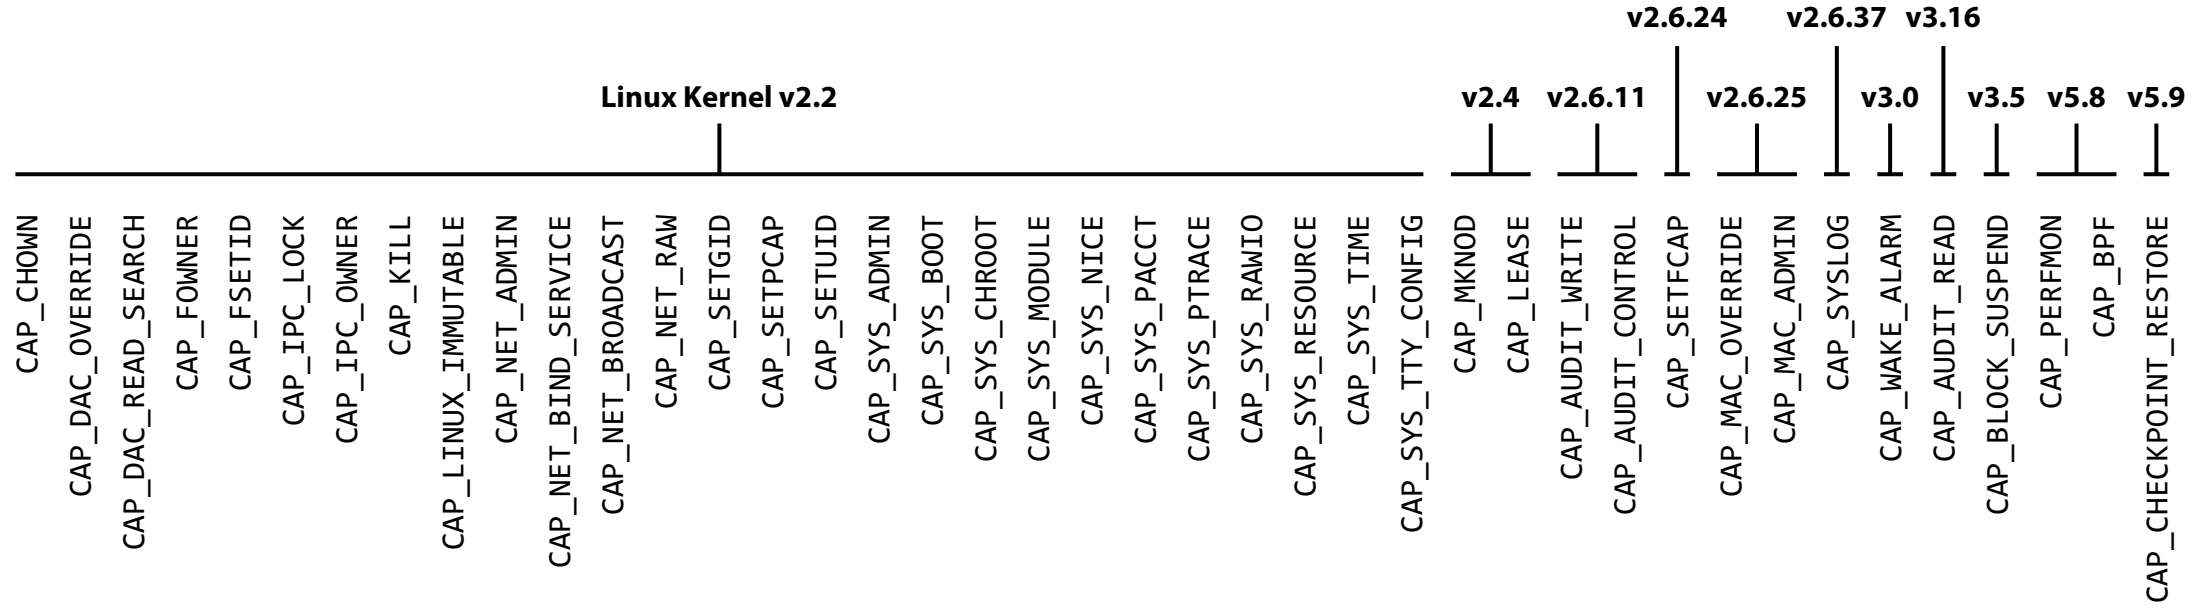 v2.6.24 v2.6.37 v3.16
Linux Kernel v2.2 v2.4 v2.6.11 v2.6.25 v3.0 v3.5 v5.8 v5.9
CAP_CHOWN
CAP_DAC_OVERRIDE
CAP_DAC_READ_SEARCH
CAP_FOWNER
CAP_FSETID
CAP_IPC_LOCK
CAP_IPC_OWNER
CAP_KILL
CAP_LINUX_IMMUTABLE
CAP_NET_ADMIN
CAP_NET_BIND_SERVICE
CAP_NET_BROADCAST
CAP_NET_RAW
CAP_SETGID
CAP_SETPCAP
CAP_SETUID
CAP_SYS_ADMIN
CAP_SYS_BOOT
CAP_SYS_CHROOT
CAP_SYS_MODULE
CAP_SYS_NICE
CAP_SYS_PACCT
CAP_SYS_PTRACE
CAP_SYS_RAWIO
CAP_SYS_RESOURCE
CAP_SYS_TIME
CAP_SYS_TTY_CONFIG
CAP_MKNOD
CAP_LEASE
CAP_AUDIT_WRITE
CAP_AUDIT_CONTROL
CAP_SETFCAP
CAP_MAC_OVERRIDE
CAP_MAC_ADMIN
CAP_SYSLOG
CAP_WAKE_ALARM
CAP_AUDIT_READ
CAP_BLOCK_SUSPEND
CAP_PERFMON
CAP_BPF
CAP_CHECKPOINT_RESTORE